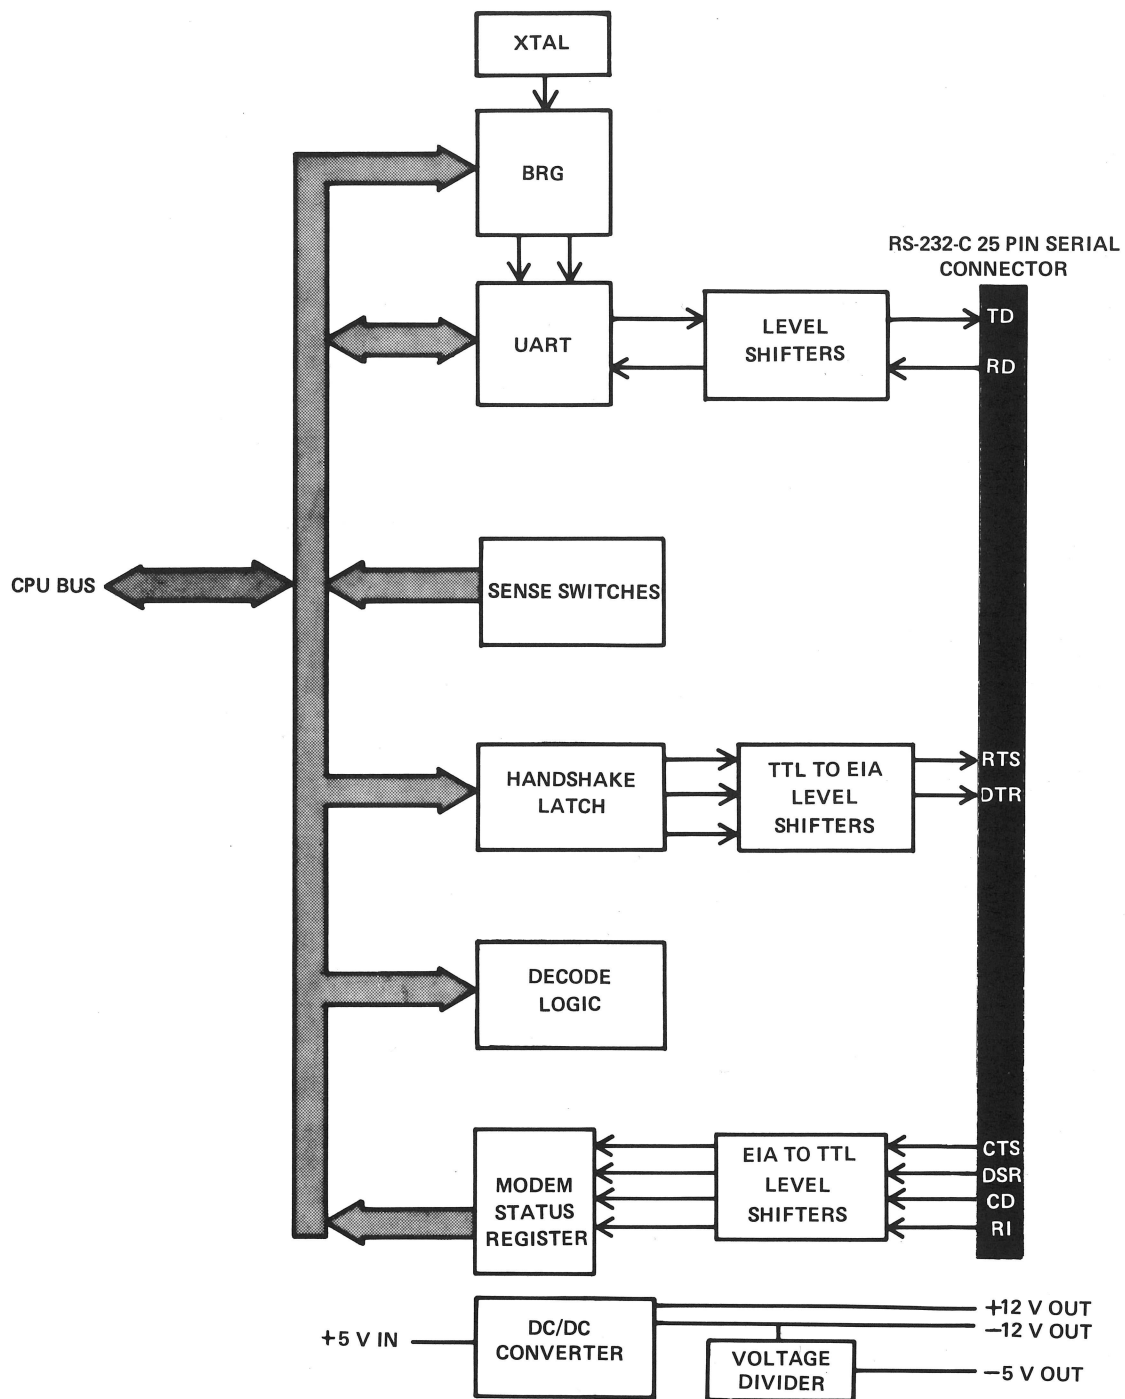 XTAL
BRG
RS-232-C 25 PIN SERIAL
CONNECTOR
UART
LEVEL
SHIFTERS
TD
RD
CPU BUS
SENSE SWITCHES
HANDSHAKE
LATCH
TTL TO EIA
LEVEL
SHIFTERS
RTS
DTR
DECODE
LOGIC
MODEM
STATUS
REGISTER
EIA TO TTL
LEVEL
SHIFTERS
CTS
DSR
CD
RI
+5 V IN
DC/DC
CONVERTER
+12 V OUT
−12 V OUT
VOLTAGE
DIVIDER
−5 V OUT